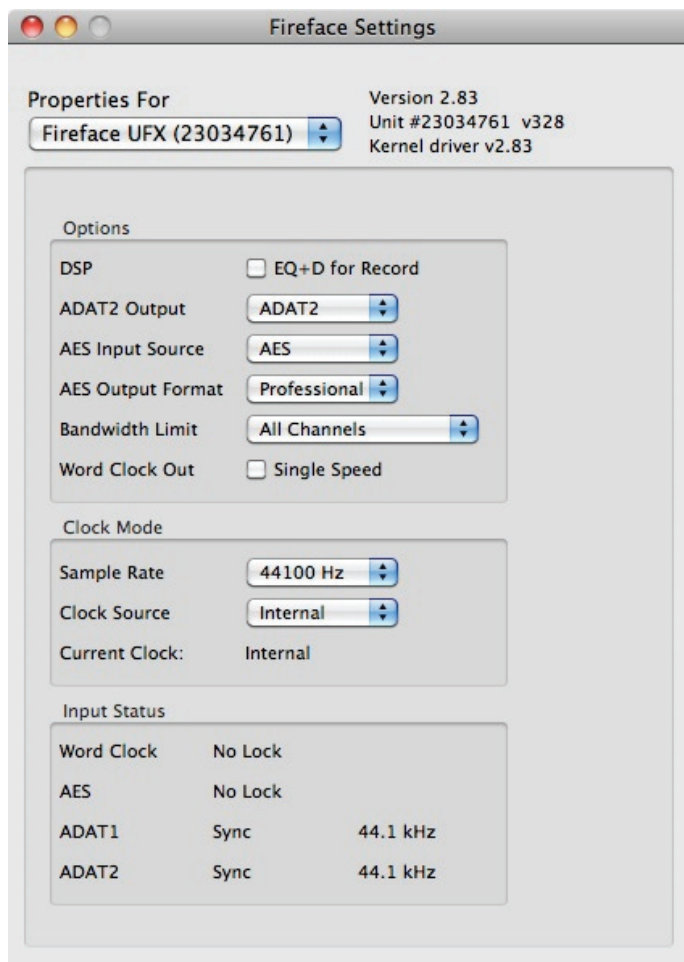 Fireface Settings
Properties For
Fireface UFX (23034761)
Version 2.83
Unit #23034761 v328
Kernel driver v2.83
Options
DSP EQ+D for Record
ADAT2 Output ADAT2
AES Input Source AES
AES Output Format Professional
Bandwidth Limit All Channels
Word Clock Out Single Speed
Clock Mode
Sample Rate 44100 Hz
Clock Source Internal
Current Clock: Internal
Input Status
Word Clock No Lock
AES No Lock
ADAT1 Sync 44.1 kHz
ADAT2 Sync 44.1 kHz